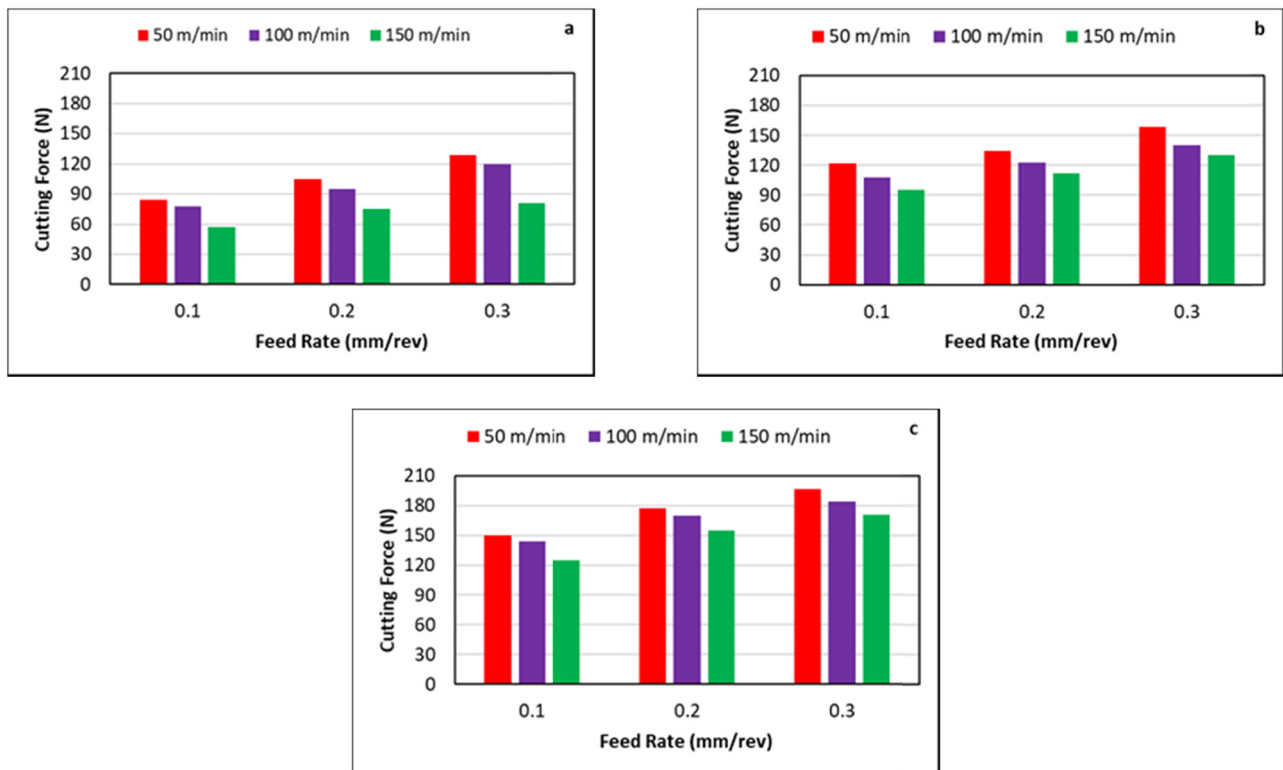 50 m/min 100 m/min 150 m/min a
Cutting Force (N)
210
180
150
120
90
60
30
0
0.1 0.2 0.3
Feed Rate (mm/rev)
50 m/min 100 m/min 150 m/min b
Cutting Force (N)
210
180
150
120
90
60
30
0
0.1 0.2 0.3
Feed Rate (mm/rev)
50 m/min 100 m/min 150 m/min c
Cutting Force (N)
210
180
150
120
90
60
30
0
0.1 0.2 0.3
Feed Rate (mm/rev)